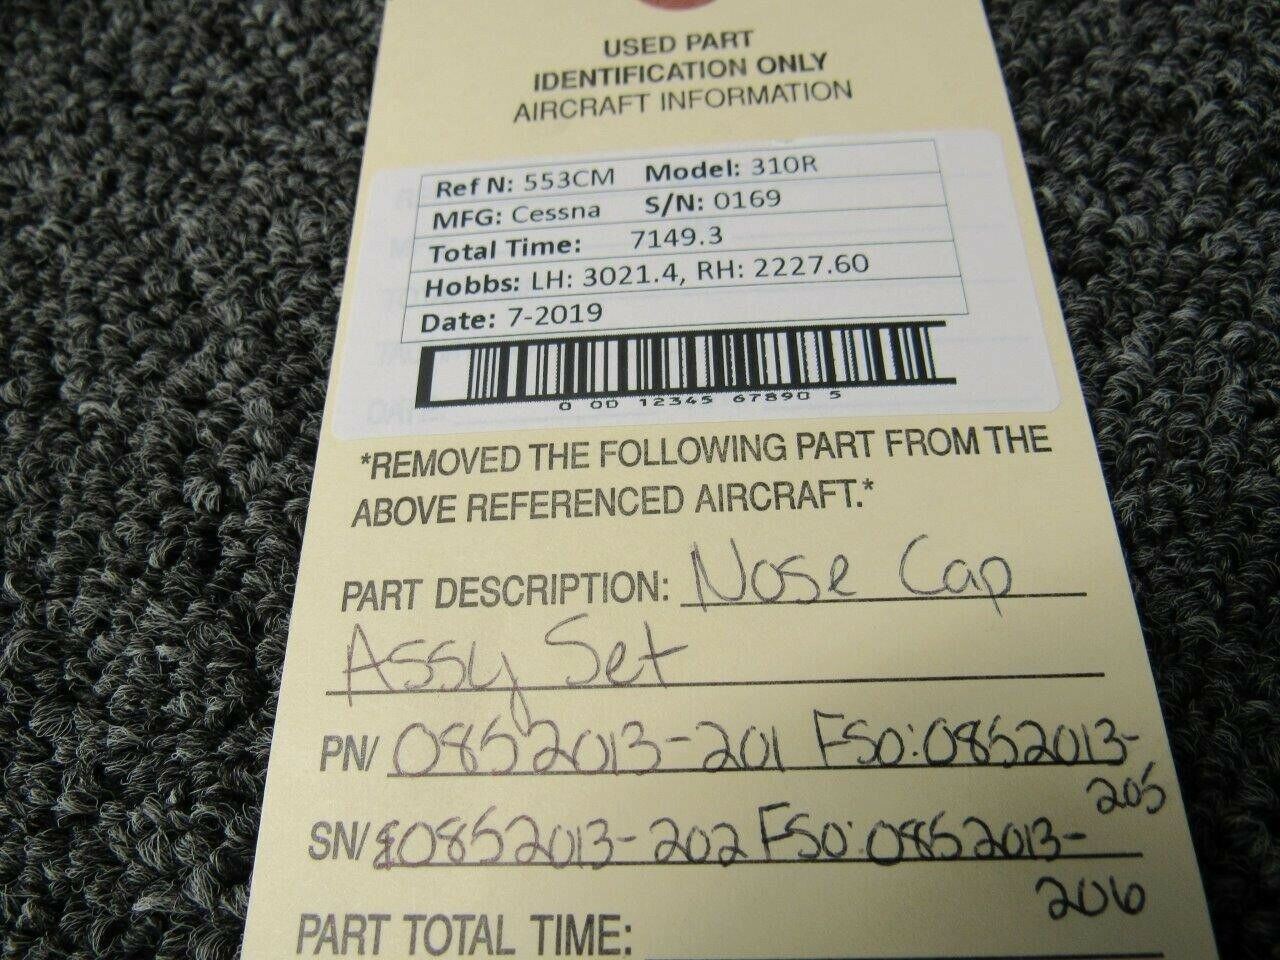 USED PART
IDENTIFICATION ONLY
AIRCRAFT INFORMATION
Ref N: 553CM Model: 310R
MFG: Cessna S/N: 0169
Total Time: 7149.3
Hobbs: LH: 3021.4, RH: 2227.60
Date: 7-2019
0 00 12345 67890 5
*REMOVED THE FOLLOWING PART FROM THE
ABOVE REFERENCED AIRCRAFT.*
PART DESCRIPTION: Nose Cap
Assy Set
PN/ 0852013-201 FSO:0852013-
205
SN/ &0852013-202 FSO:0852013-
206
PART TOTAL TIME: